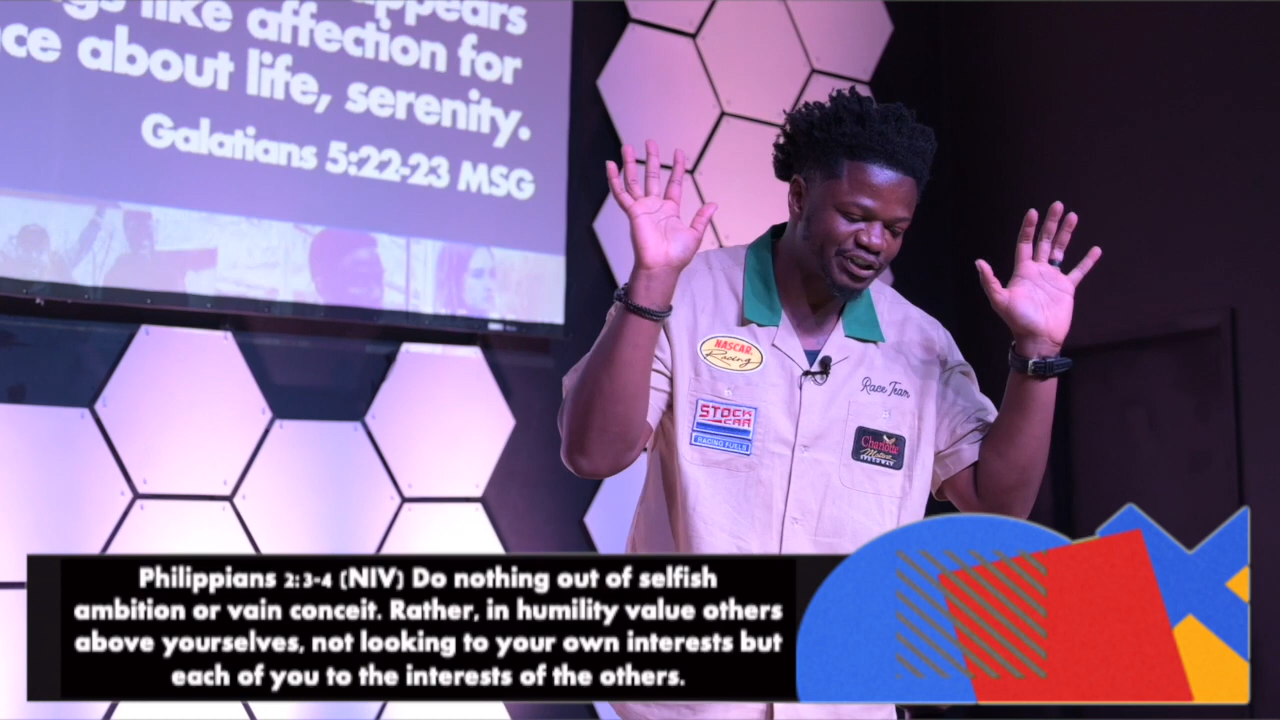 appears
like affection for
about life, serenity.
Galatians 5:22-23 MSG
NASCAR
Racing
Race Team
STOCK
CAR
RACING FUELS
Charlotte
Motor
SPEEDWAY
Philippians 2:3-4 (NIV) Do nothing out of selfish
ambition or vain conceit. Rather, in humility value others
above yourselves, not looking to your own interests but
each of you to the interests of the others.